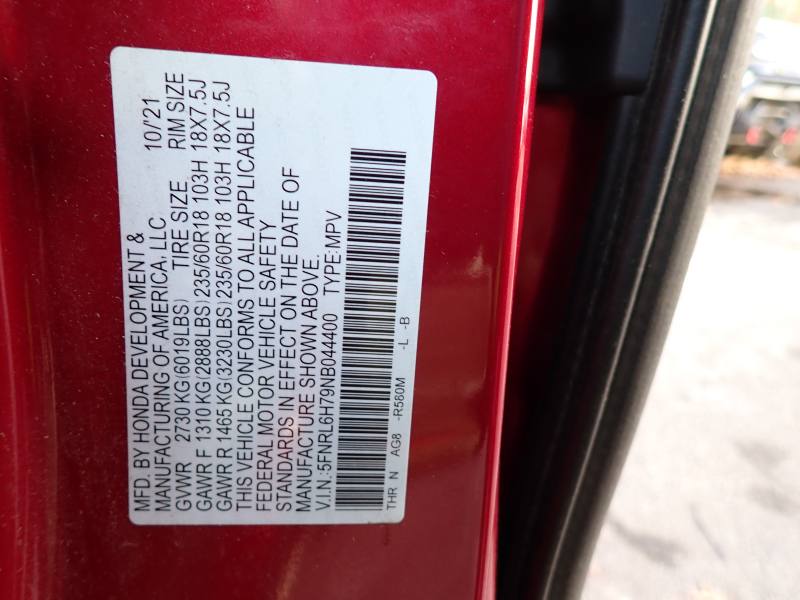 MFD. BY HONDA DEVELOPMENT &
MANUFACTURING OF AMERICA, LLC 10/'21
GVWR 2730 KG(6019LBS) TIRE SIZE RIM SIZE
GAWR F 1310 KG(2888LBS)235/60R18 103H 18X7.5J
GAWR R 1465 KG(3230LBS)235/60R18 103H 18X7.5J
THIS VEHICLE CONFORMS TO ALL APPLICABLE
FEDERAL MOTOR VEHICLE SAFETY
STANDARDS IN EFFECT ON THE DATE OF
MANUFACTURE SHOWN ABOVE.
V.I.N.:5FNRL6H79NB044400 TYPE:MPV
THR N AG8 -R560M -L -B